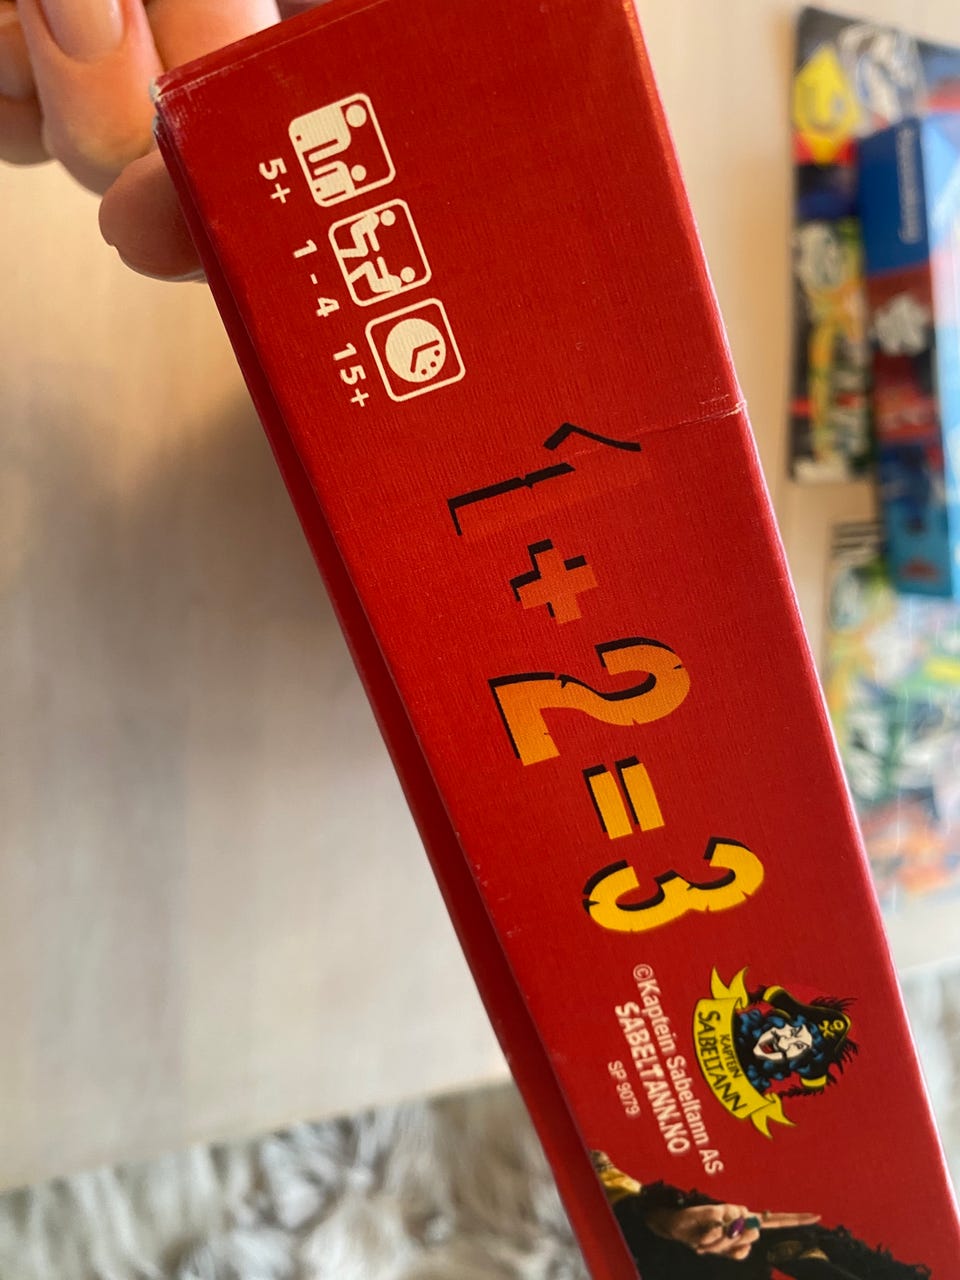 5+
1 - 4
15+
1+2=3
KAPTEIN
SABELTANN
©Kaptein Sabeltann AS
SABELTANN.NO
SP 9079